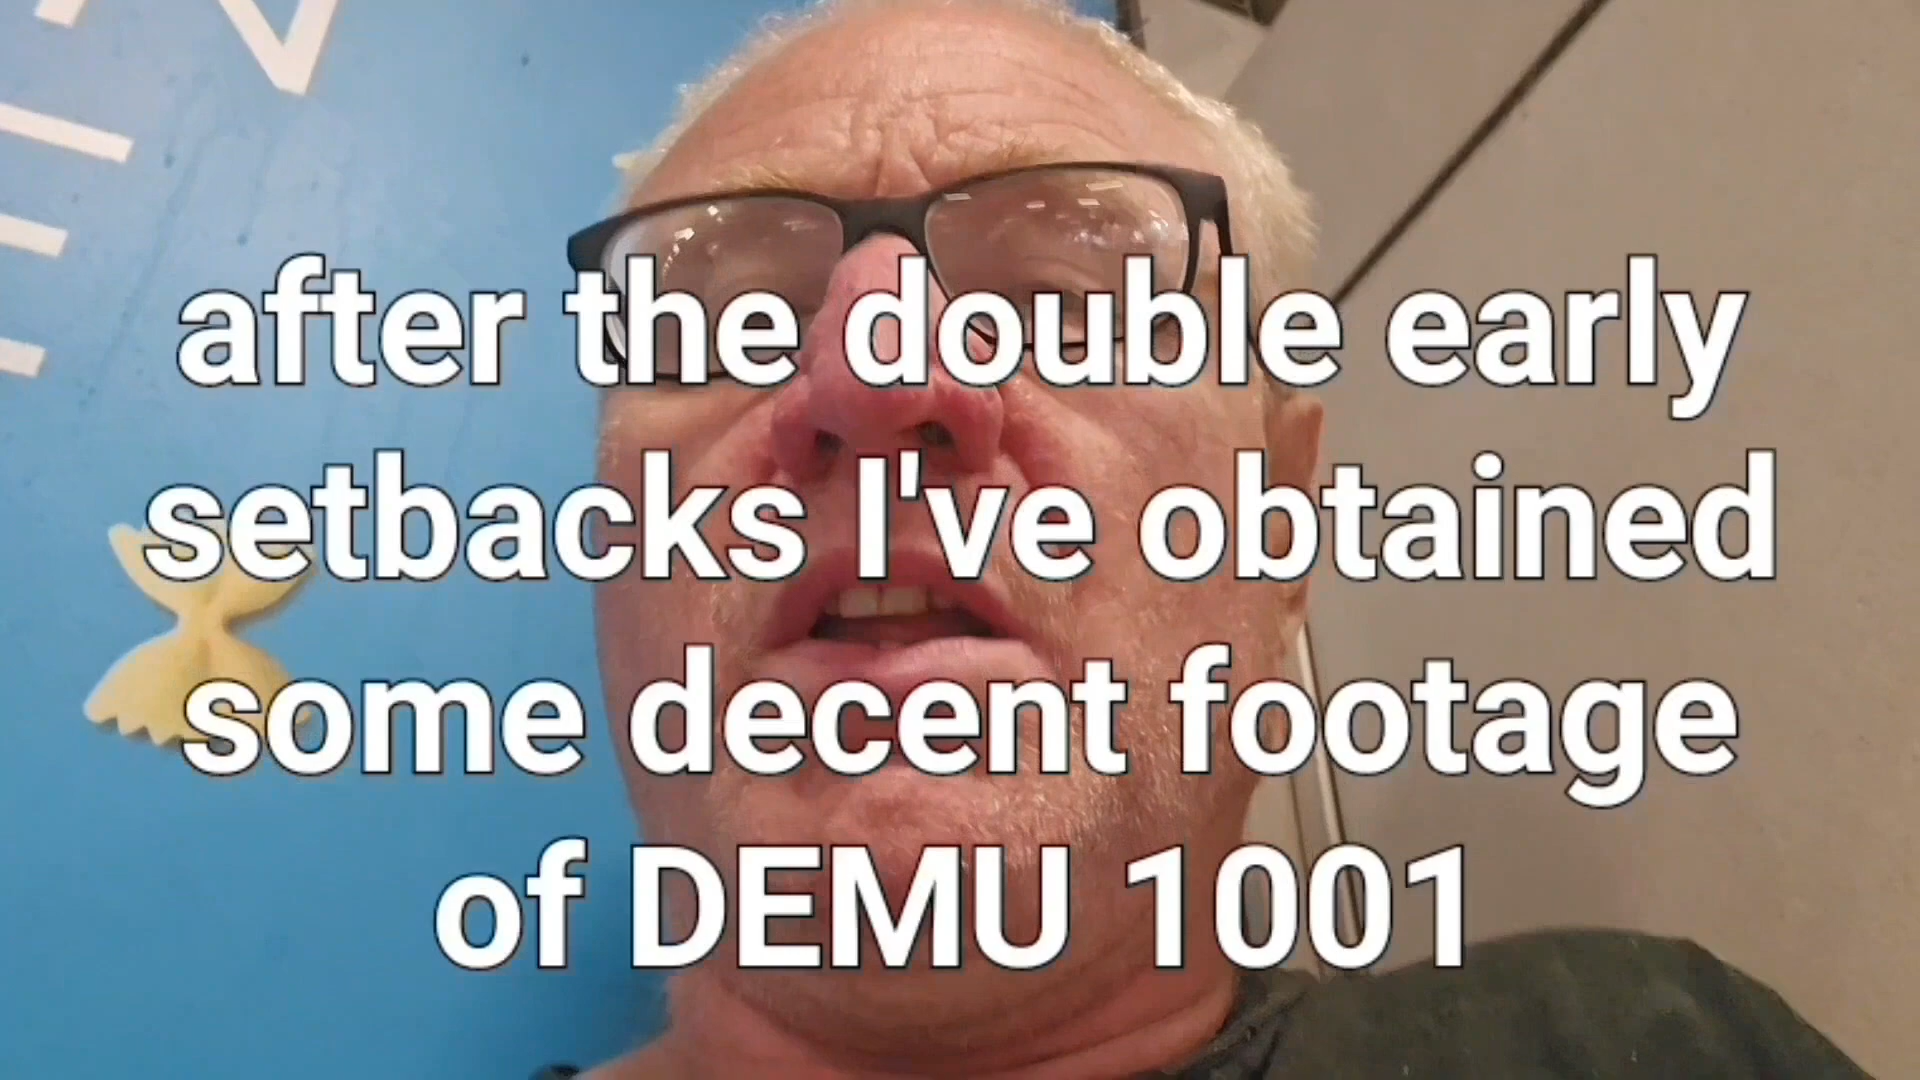 after the double early
setbacks I've obtained
some decent footage
of DEMU 1001